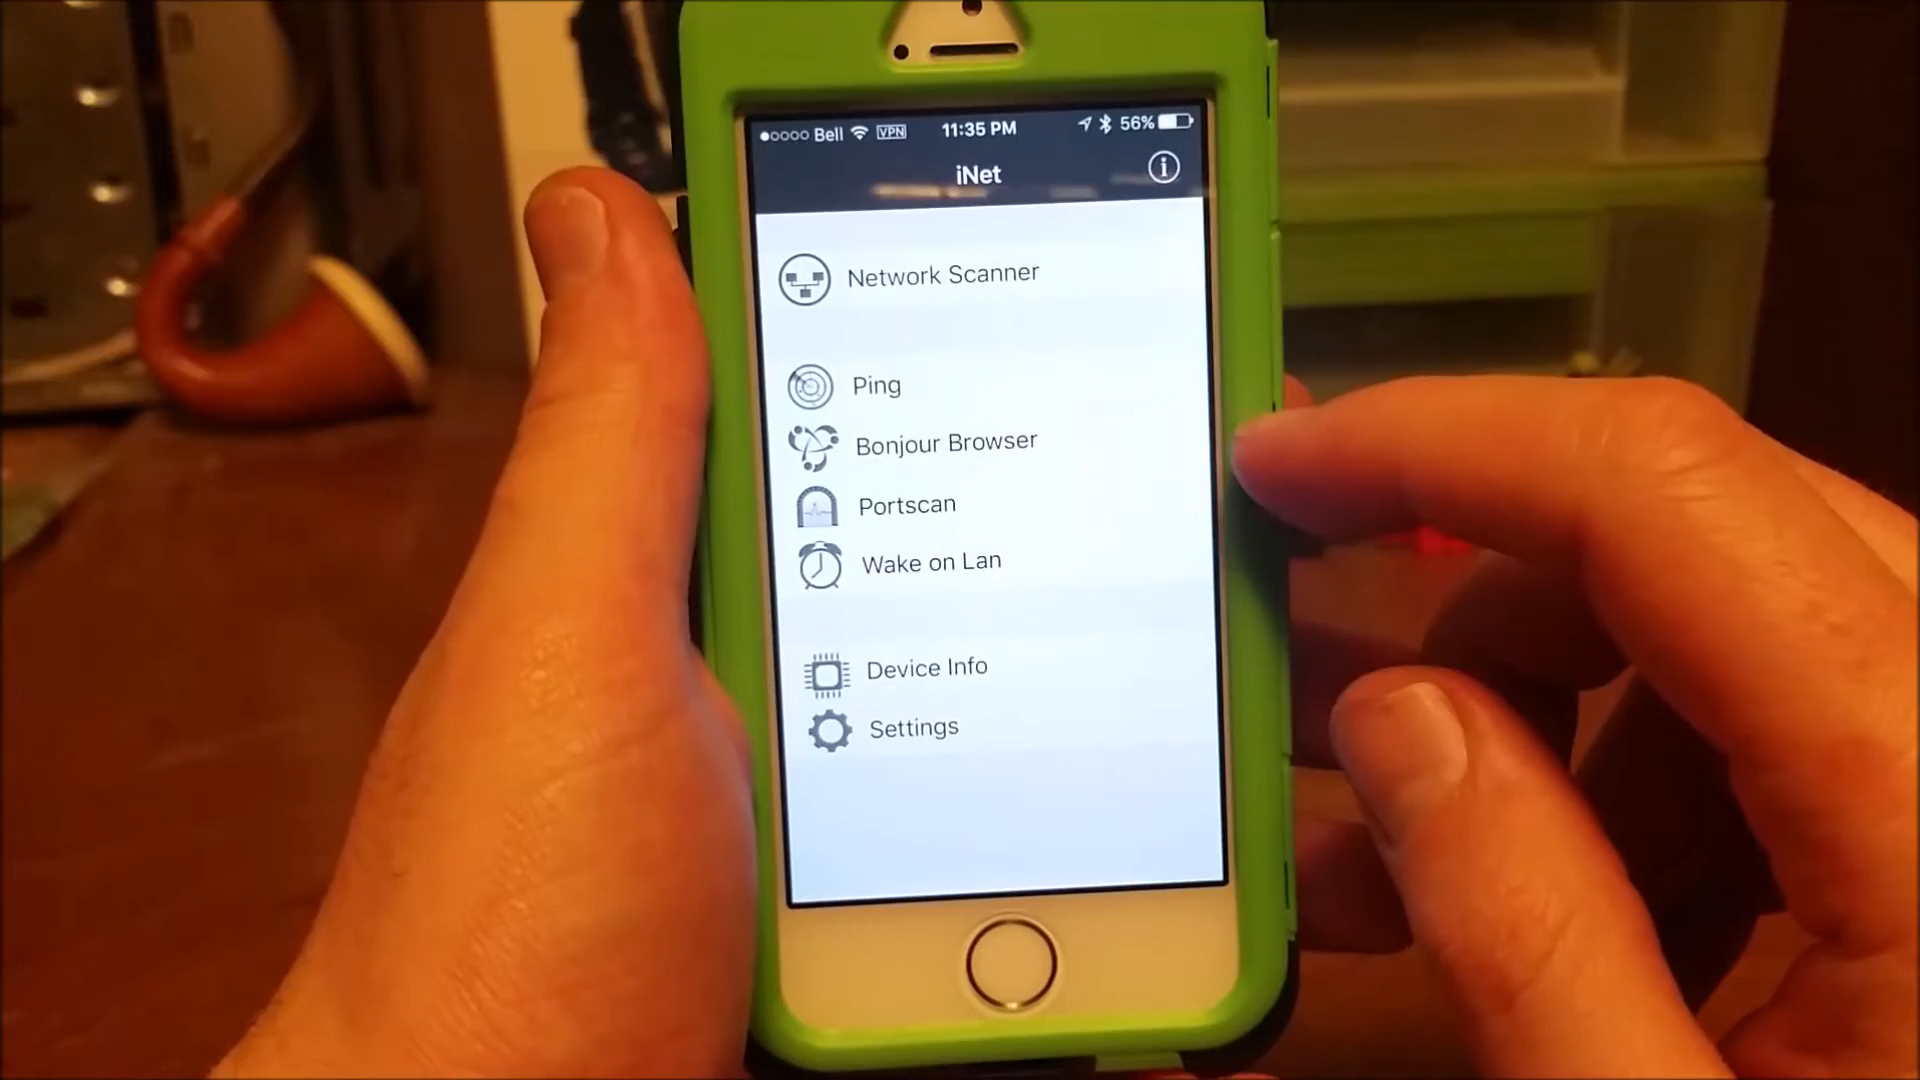 Bell VPN 11:35 PM 56%
iNet
Network Scanner
Ping
Bonjour Browser
Portscan
Wake on Lan
Device Info
Settings